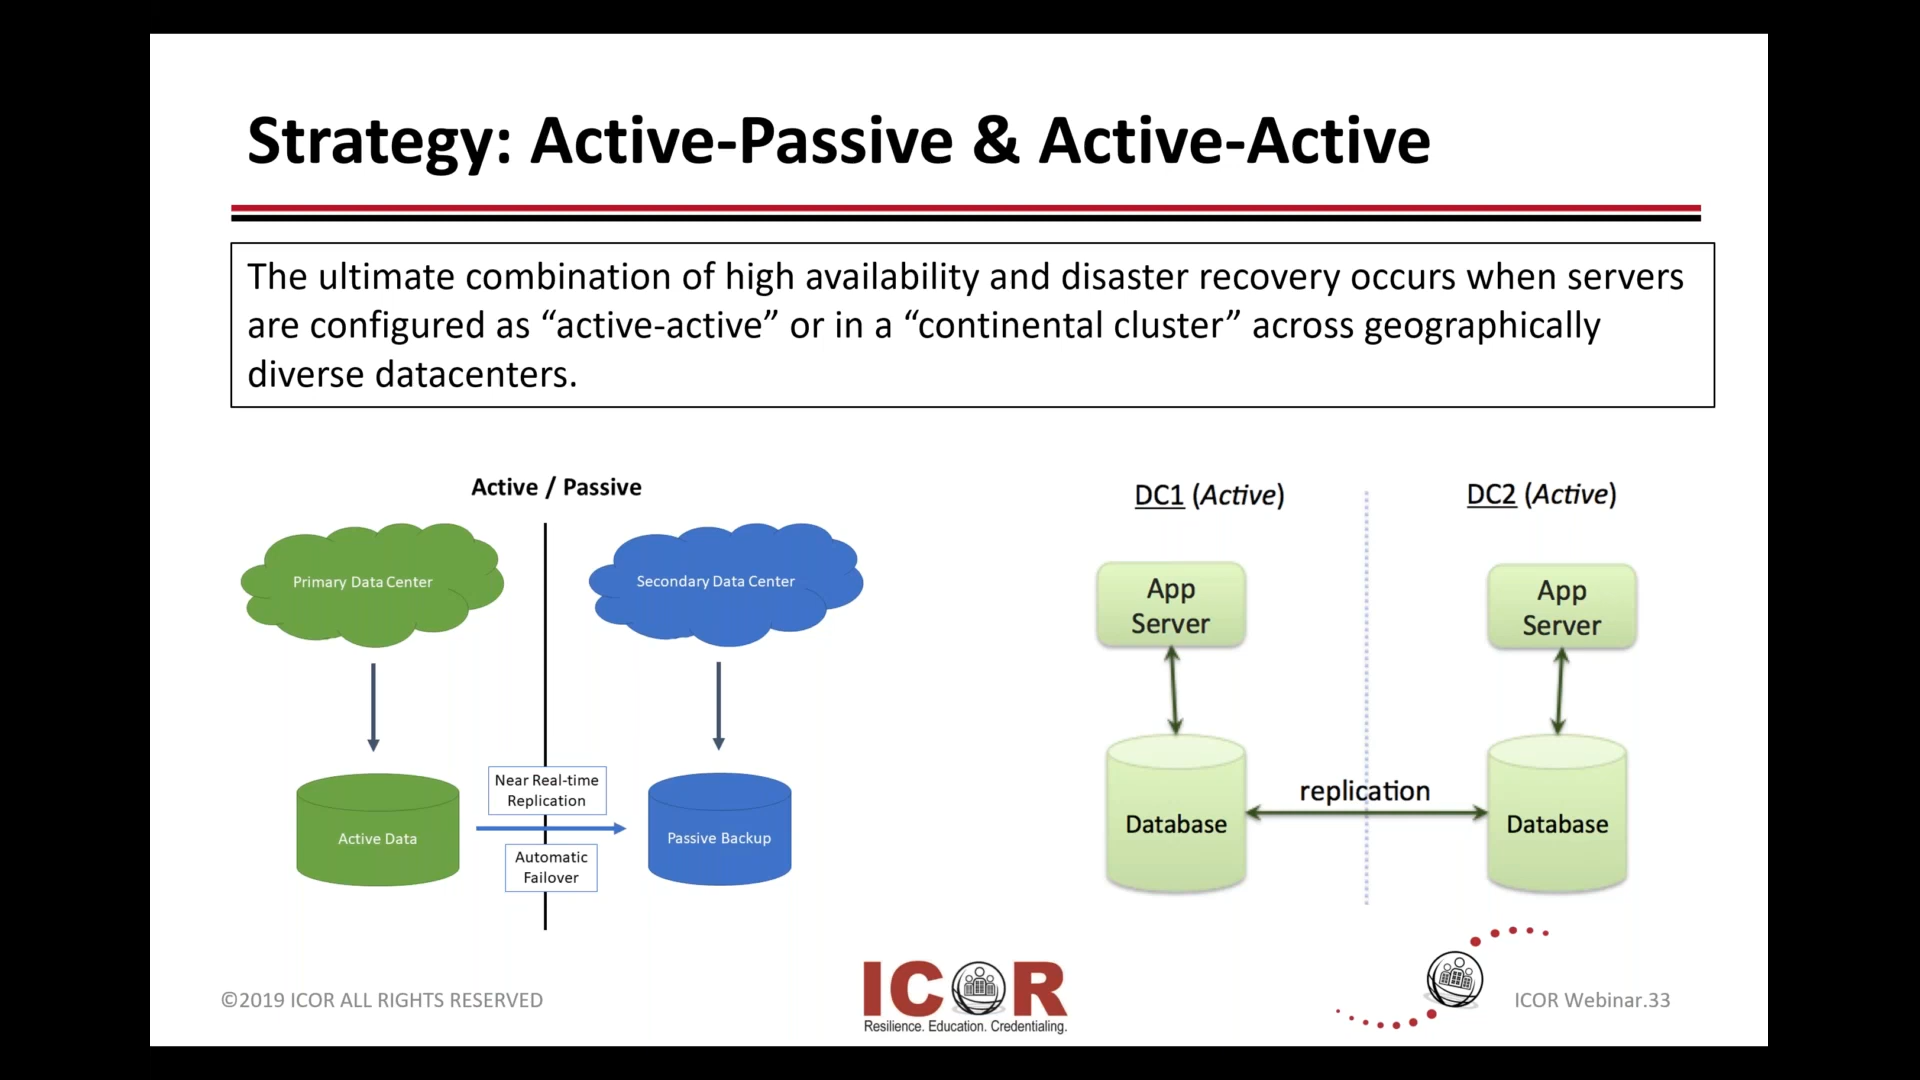 Strategy: Active-Passive & Active-Active
The ultimate combination of high availability and disaster recovery occurs when servers
are configured as “active-active” or in a “continental cluster” across geographically
diverse datacenters.
Active / Passive
Primary Data Center
Secondary Data Center
Near Real-time
Replication
Active Data
Passive Backup
Automatic
Failover
DC1 (Active)
DC2 (Active)
App
Server
App
Server
replication
Database
Database
©2019 ICOR ALL RIGHTS RESERVED
ICOR
Resilience. Education. Credentialing.
ICOR Webinar.33